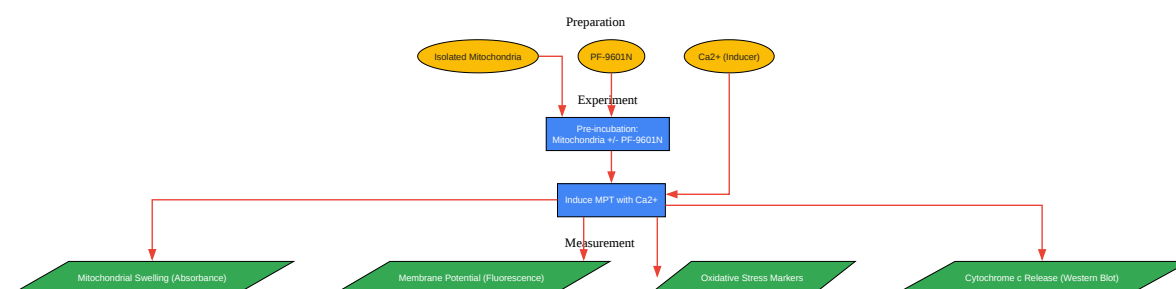 Preparation
Isolated Mitochondria
PF-9601N
Ca2+ (Inducer)
Experiment
Pre-incubation:
Mitochondria +/- PF-9601N
Induce MPT with Ca2+
Measurement
Mitochondrial Swelling (Absorbance)
Membrane Potential (Fluorescence)
Oxidative Stress Markers
Cytochrome c Release (Western Blot)